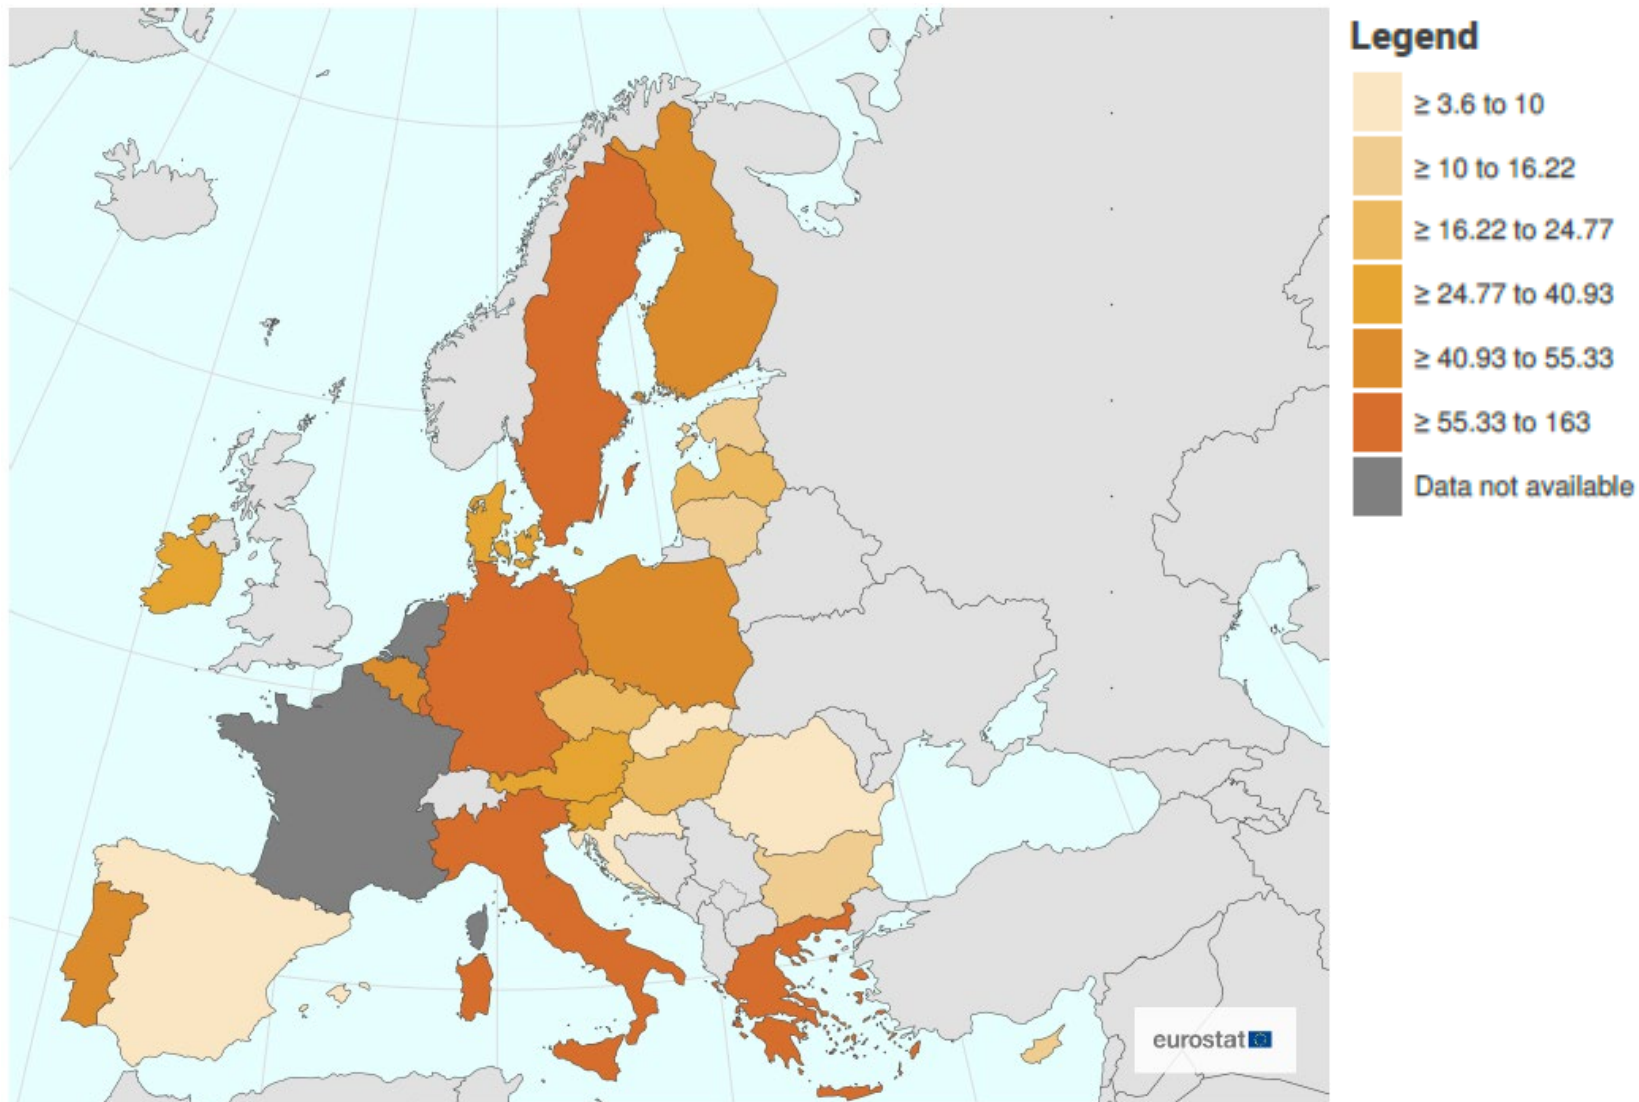 Legend
≥ 3.6 to 10
≥ 10 to 16.22
≥ 16.22 to 24.77
≥ 24.77 to 40.93
≥ 40.93 to 55.33
≥ 55.33 to 163
Data not available
eurostat